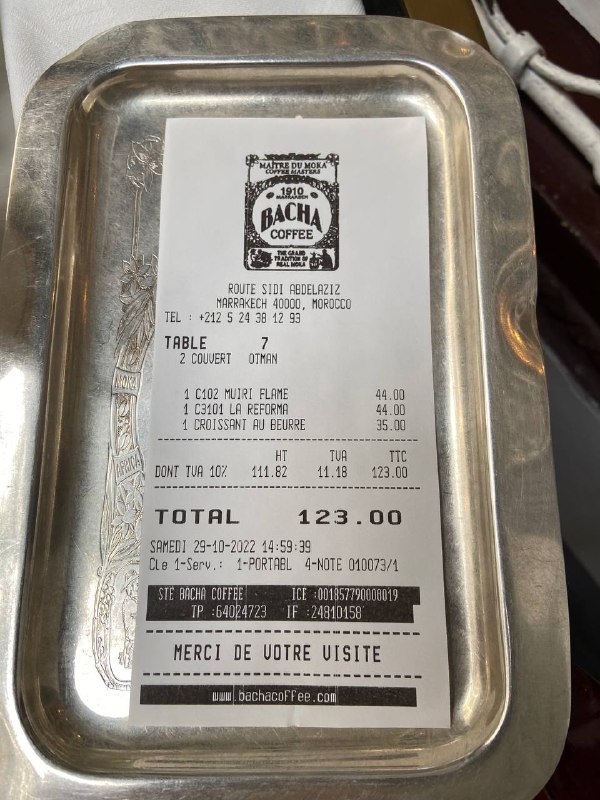 MAÎTRE DU MOKA
COFFEE MASTERS
1910
MARRAKECH
BACHA
COFFEE
THE GRAND
TRADITION OF
REAL MOKA
ROUTE SIDI ABDELAZIZ
MARRAKECH 40000, MOROCCO
TEL : +212 5 24 38 12 93
TABLE 7
2 COUVERT OTMAN
1 C102 MUIRI FLAME 44.00
1 C3101 LA REFORMA 44.00
1 CROISSANT AU BEURRE 35.00
HT TVA TTC
DONT TVA 10% 111.82 11.18 123.00
TOTAL 123.00
SAMEDI 29-10-2022 14:59:39
Cle 1-Serv.: 1-PORTABL 4-NOTE 010073/1
STE BACHA COFFEE ICE :001857790000019
TP :64024723 IF :24810158
MERCI DE VOTRE VISITE
www.bachacoffee.com
MOKA
AFRICA